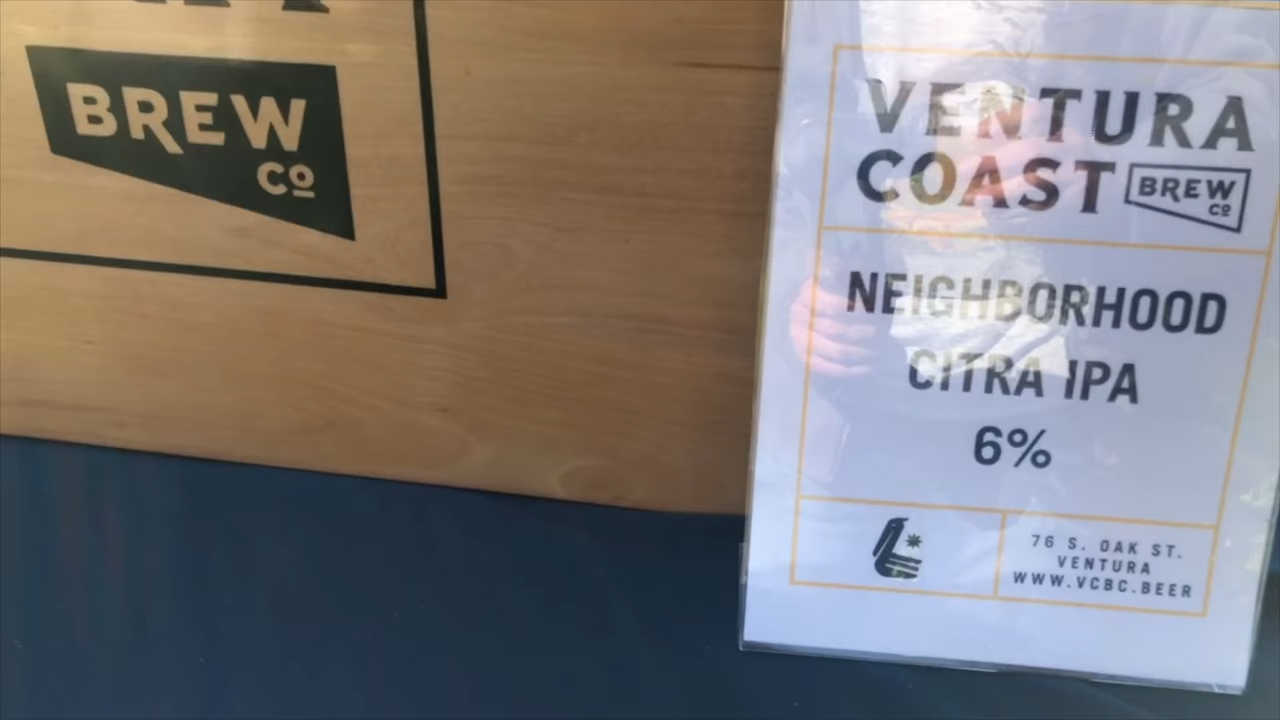 BREW
CO
VENTURA
COAST BREW CO
NEIGHBORHOOD
CITRA IPA
6%
76 S. OAK ST.
VENTURA
WWW.VCBC.BEER